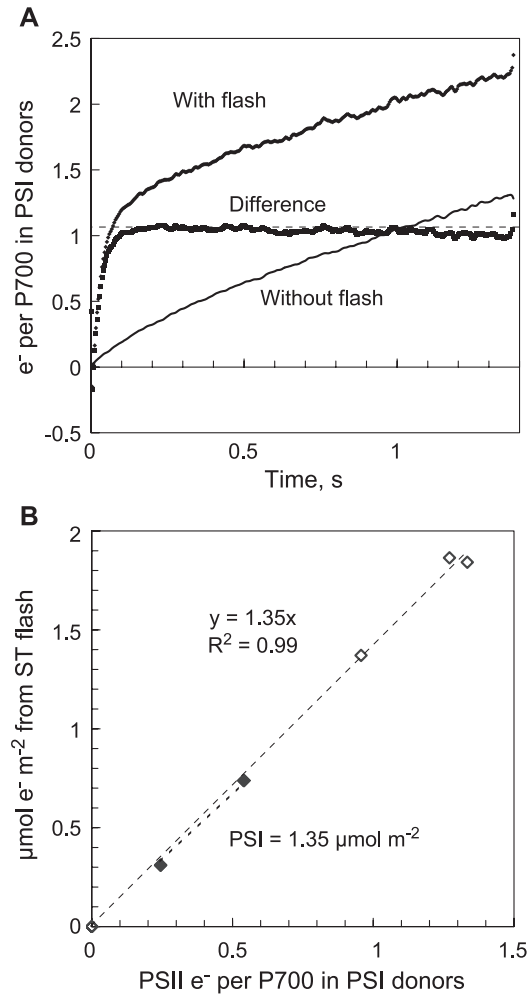 A
2.5
With flash
2
1.5
Difference
1
0.5
Without flash
0
-0.5
0
0.5
1
e⁻ per P700 in PSI donors
Time, s
B
2
y = 1.35x
R² = 0.99
1.5
1
0.5
PSI = 1.35 μmol m⁻²
0
0
0.5
1
1.5
μmol e⁻ m⁻² from ST flash
PSII e⁻ per P700 in PSI donors